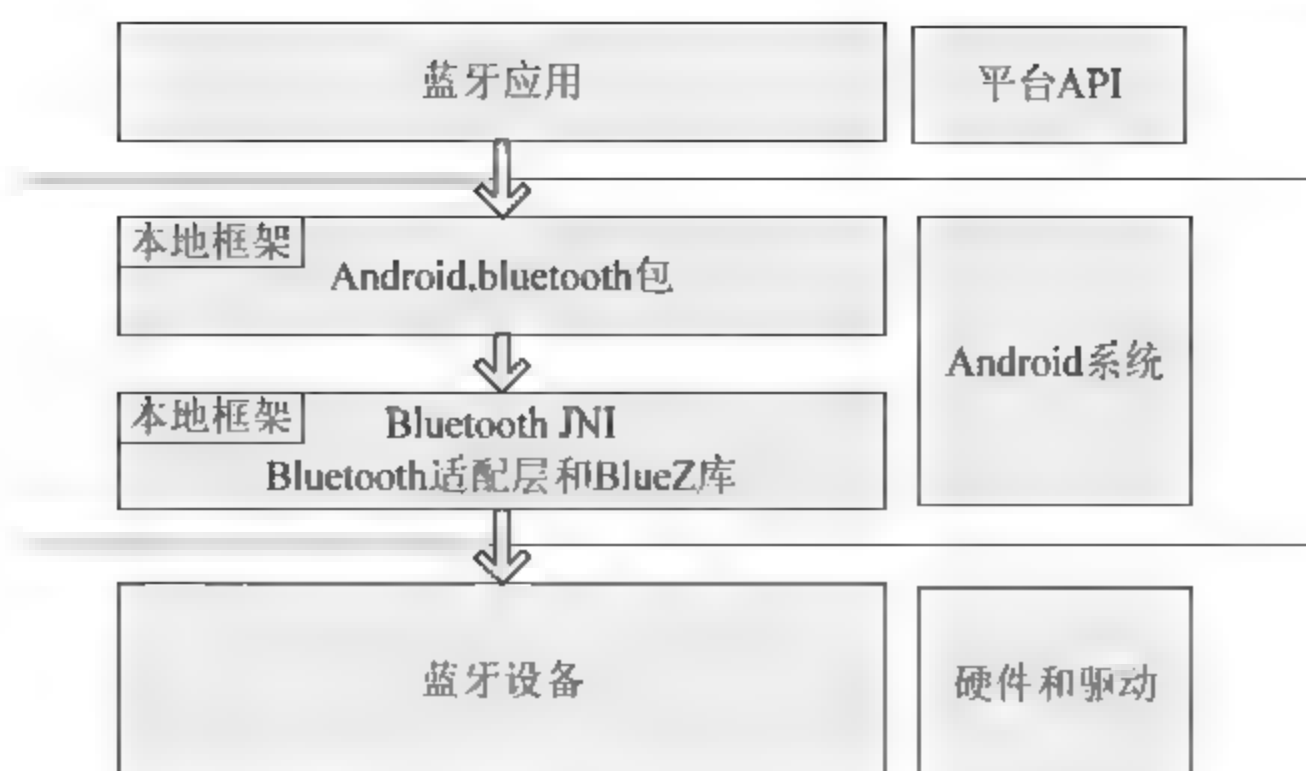 蓝牙应用
平台API
本地框架
Android.bluetooth包
Android系统
本地框架
Bluetooth JNI
Bluetooth适配层和BlueZ库
蓝牙设备
硬件和驱动